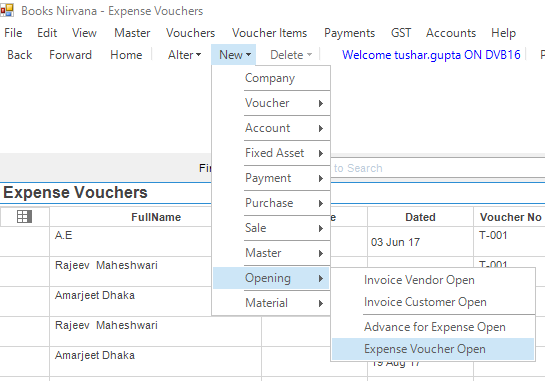 Books Nirvana - Expense Vouchers
File Edit View Master Vouchers Voucher Items Payments GST Accounts Help
Back Forward Home Alter New Delete Welcome tushar.gupta ON DVB16 P
Company
Voucher
Account
Fixed Asset
to Search
Payment
Expense Vouchers
Purchase
FullName Dated Voucher No
Sale
A.E 03 Jun 17 T-001
Master
Rajeev Maheshwari T-001
Opening
Invoice Vendor Open
Amarjeet Dhaka
Material
Invoice Customer Open
Rajeev Maheshwari
Advance for Expense Open
Expense Voucher Open
Amarjeet Dhaka
19 Aug 17